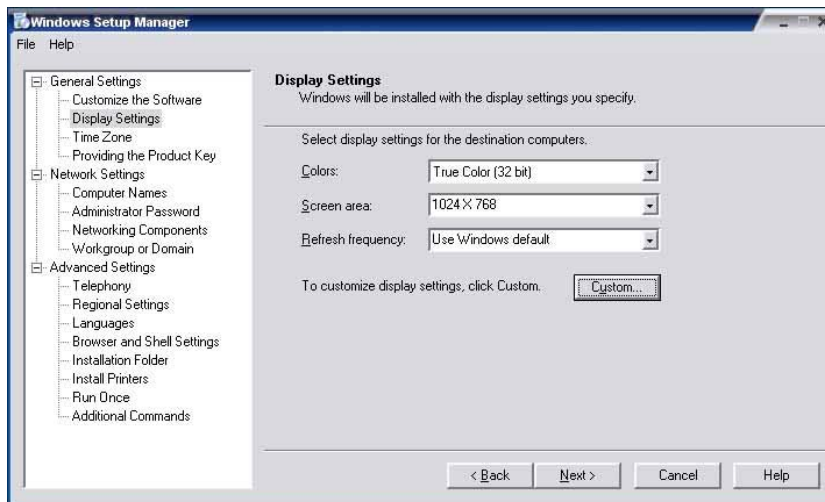 Windows Setup Manager
File Help
General Settings
Customize the Software
Display Settings
Time Zone
Providing the Product Key
Network Settings
Computer Names
Administrator Password
Networking Components
Workgroup or Domain
Advanced Settings
Telephony
Regional Settings
Languages
Browser and Shell Settings
Installation Folder
Install Printers
Run Once
Additional Commands
Display Settings
Windows will be installed with the display settings you specify.
Select display settings for the destination computers.
Colors: True Color (32 bit)
Screen area: 1024 X 768
Refresh frequency: Use Windows default
To customize display settings, click Custom. Custom...
< Back Next > Cancel Help